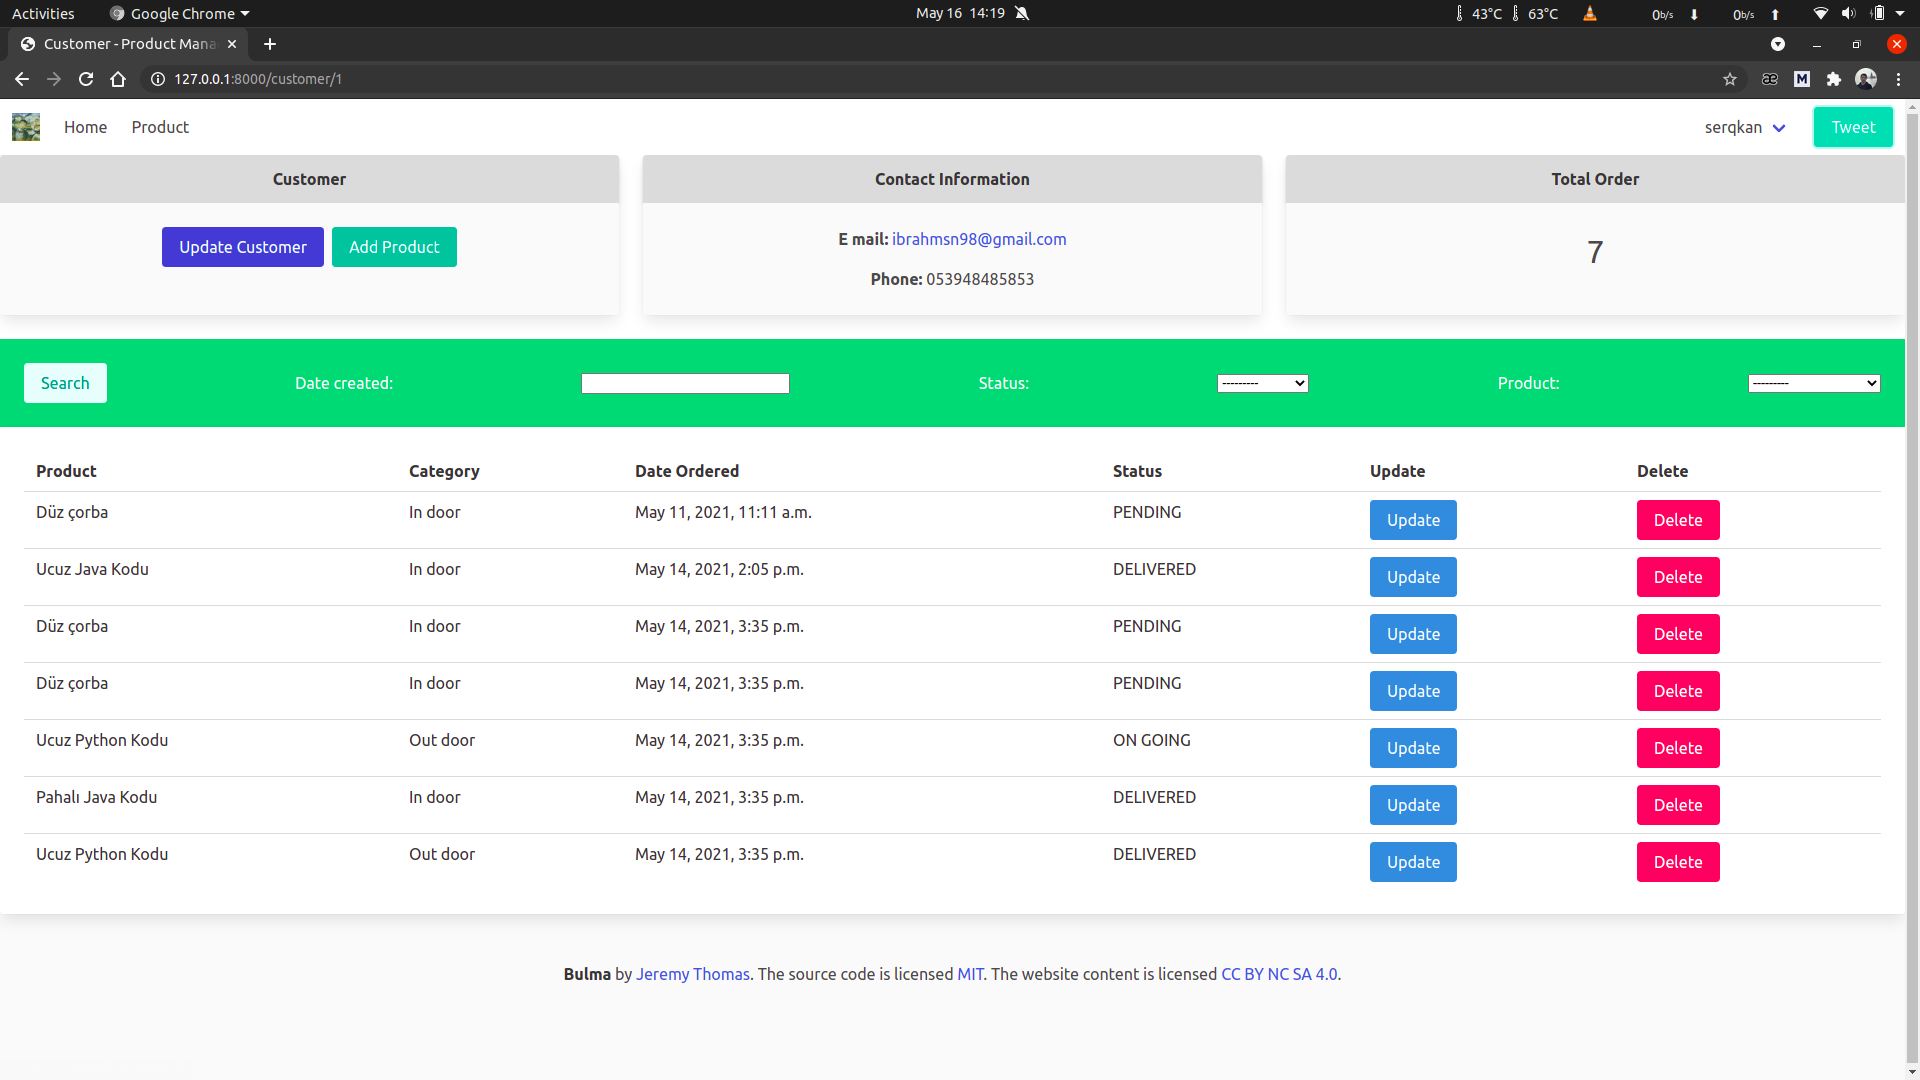 Activities Google Chrome May 16 14:19 43°C 63°C 0b/s 0b/s
Customer - Product Mana
127.0.0.1:8000/customer/1 æ M
Home Product serqkan Tweet
Customer Contact Information Total Order
Update Customer Add Product E mail: ibrahmsn98@gmail.com 7
Phone: 053948485853
Search Date created: Status: --------- Product: ---------
Product Category Date Ordered Status Update Delete
Düz çorba In door May 11, 2021, 11:11 a.m. PENDING Update Delete
Ucuz Java Kodu In door May 14, 2021, 2:05 p.m. DELIVERED Update Delete
Düz çorba In door May 14, 2021, 3:35 p.m. PENDING Update Delete
Düz çorba In door May 14, 2021, 3:35 p.m. PENDING Update Delete
Ucuz Python Kodu Out door May 14, 2021, 3:35 p.m. ON GOING Update Delete
Pahalı Java Kodu In door May 14, 2021, 3:35 p.m. DELIVERED Update Delete
Ucuz Python Kodu Out door May 14, 2021, 3:35 p.m. DELIVERED Update Delete
Bulma by Jeremy Thomas. The source code is licensed MIT. The website content is licensed CC BY NC SA 4.0.